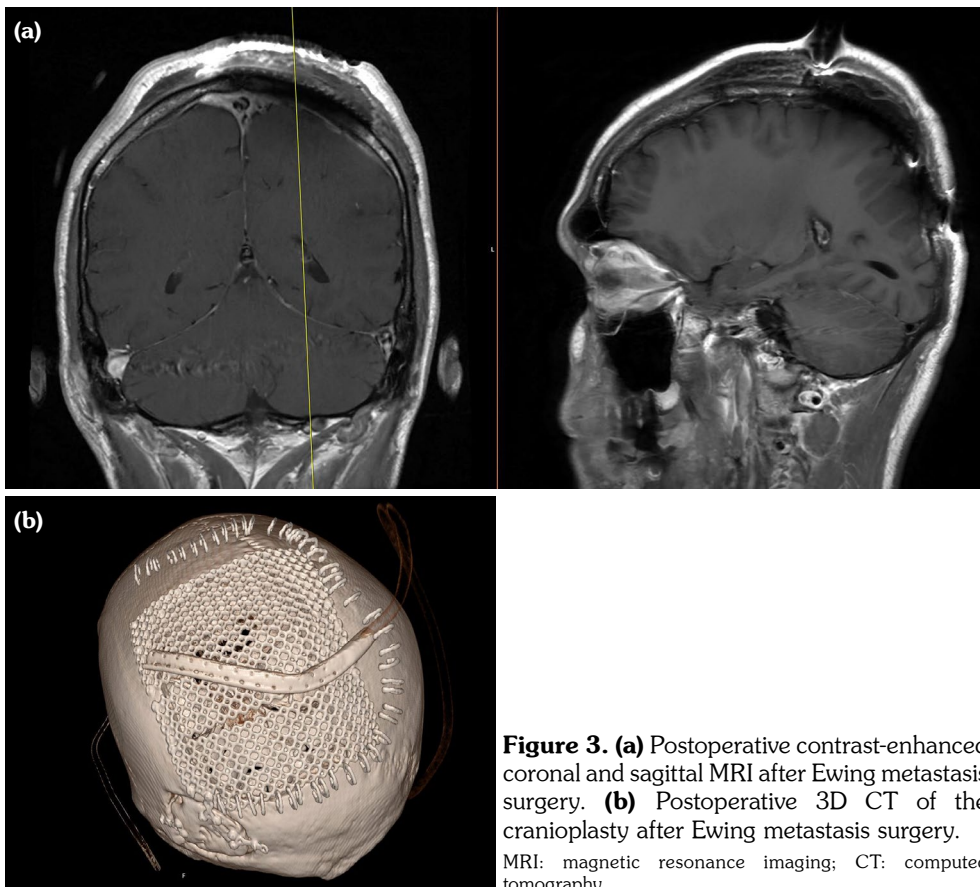 (a)
L
(b)
F
Figure 3. (a) Postoperative contrast-enhanced
coronal and sagittal MRI after Ewing metastasis
surgery. (b) Postoperative 3D CT of the
cranioplasty after Ewing metastasis surgery.
MRI: magnetic resonance imaging; CT: computed
tomography